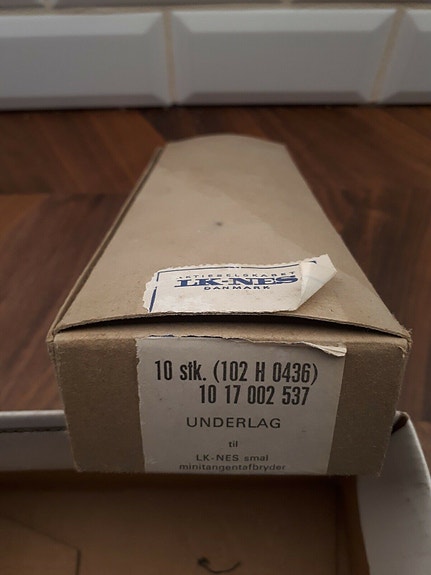 AKTIESELSKABET
LK-NES
DANMARK
10 stk. (102 H 0436)
10 17 002 537
UNDERLAG
til
LK-NES smal
minitangentafbryder